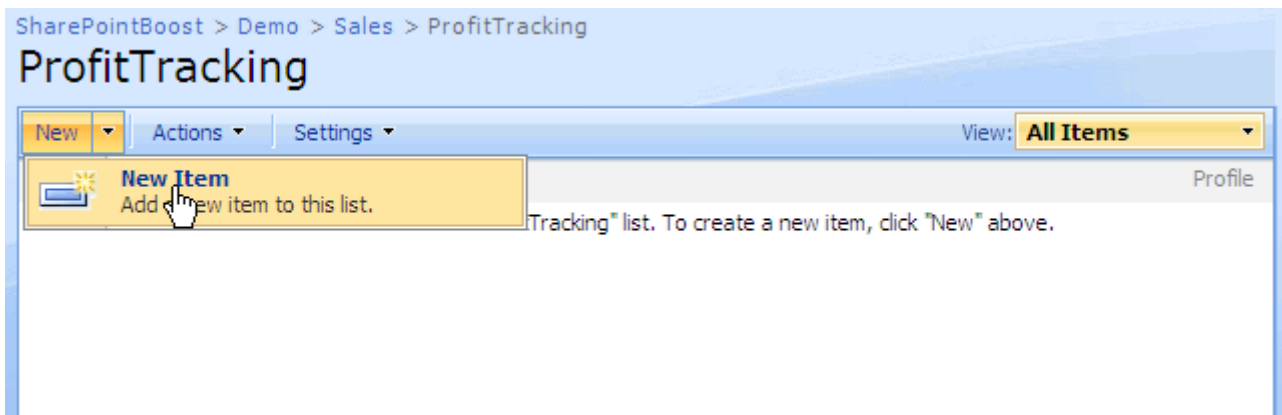 SharePointBoost > Demo > Sales > ProfitTracking
ProfitTracking
New Actions Settings View: All Items
New Item Profile
Add new item to this list.
Tracking" list. To create a new item, click "New" above.